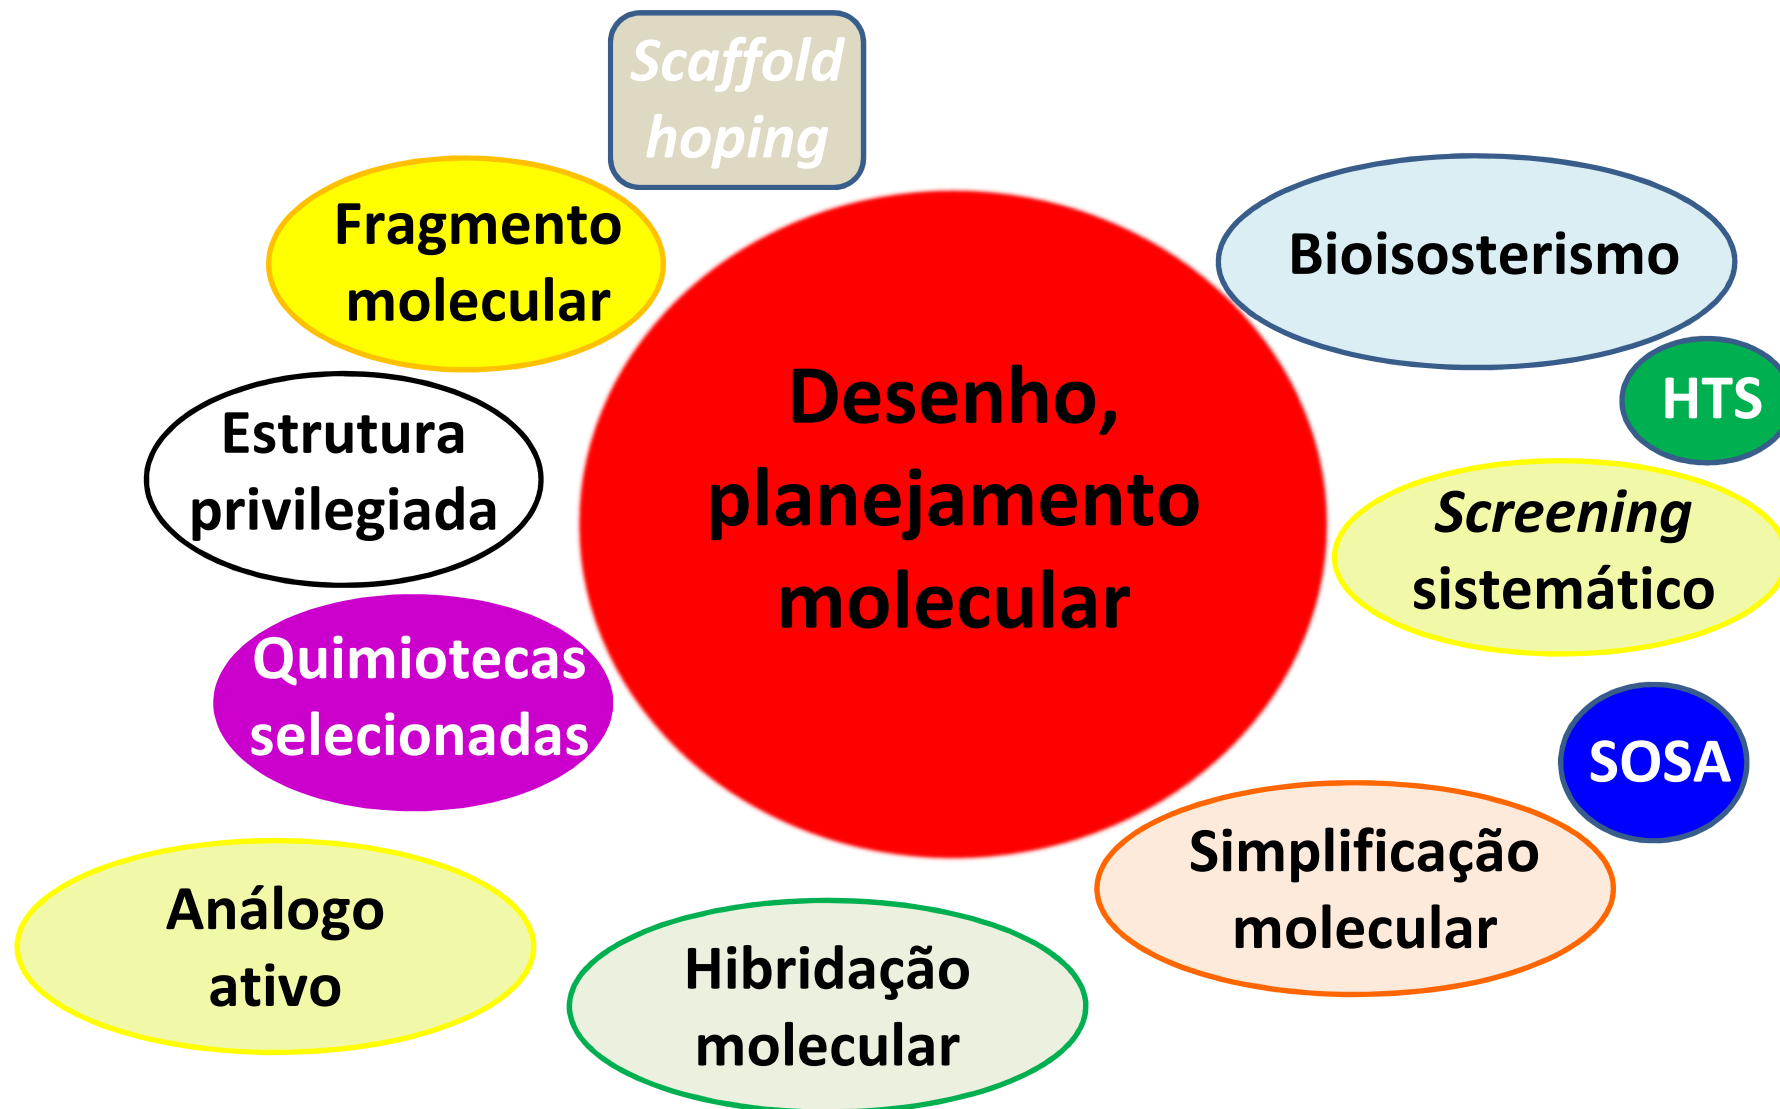 Scaffold
hoping
Fragmento
molecular
Bioisosterismo
HTS
Desenho,
planejamento
molecular
Estrutura
privilegiada
Screening
sistemático
Quimiotecas
selecionadas
SOSA
Simplificação
molecular
Análogo
ativo
Hibridação
molecular